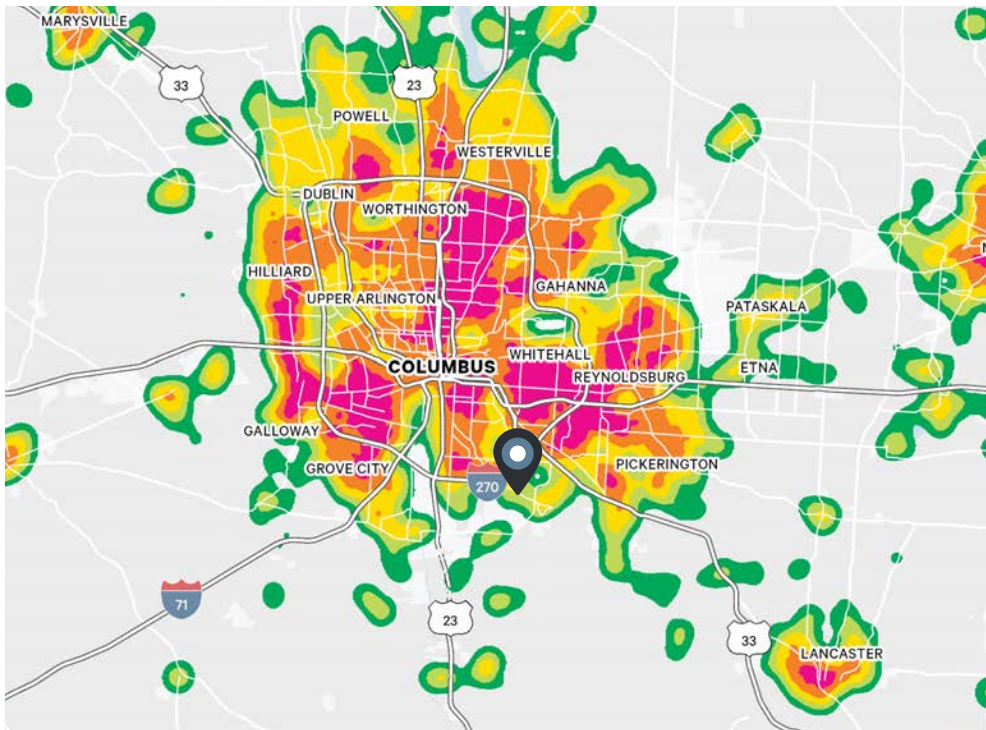 MARYSVILLE
33
23
POWELL
WESTERVILLE
DUBLIN
WORTHINGTON
N
HILLIARD
GAHANNA
UPPER ARLINGTON
PATASKALA
WHITEHALL
COLUMBUS
ETNA
REYNOLDSBURG
GALLOWAY
GROVE CITY
PICKERINGTON
270
71
23
33
LANCASTER